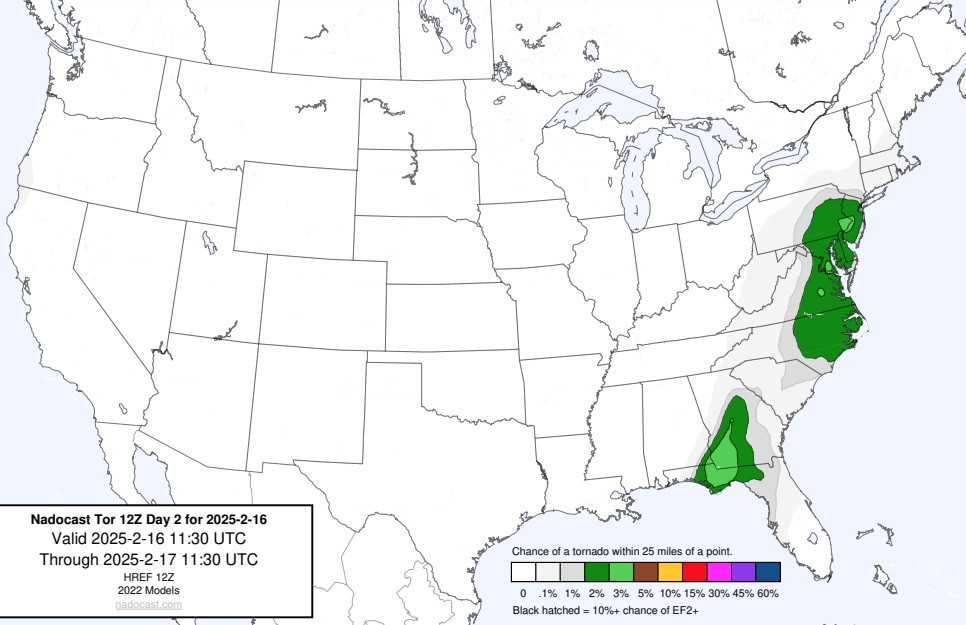 Nadocast Tor 12Z Day 2 for 2025-2-16
Valid 2025-2-16 11:30 UTC
Through 2025-2-17 11:30 UTC
HREF 12Z
2022 Models
nadocast.com
Chance of a tornado within 25 miles of a point.
0 .1% 1% 2% 3% 5% 10% 15% 30% 45% 60%
Black hatched = 10%+ chance of EF2+